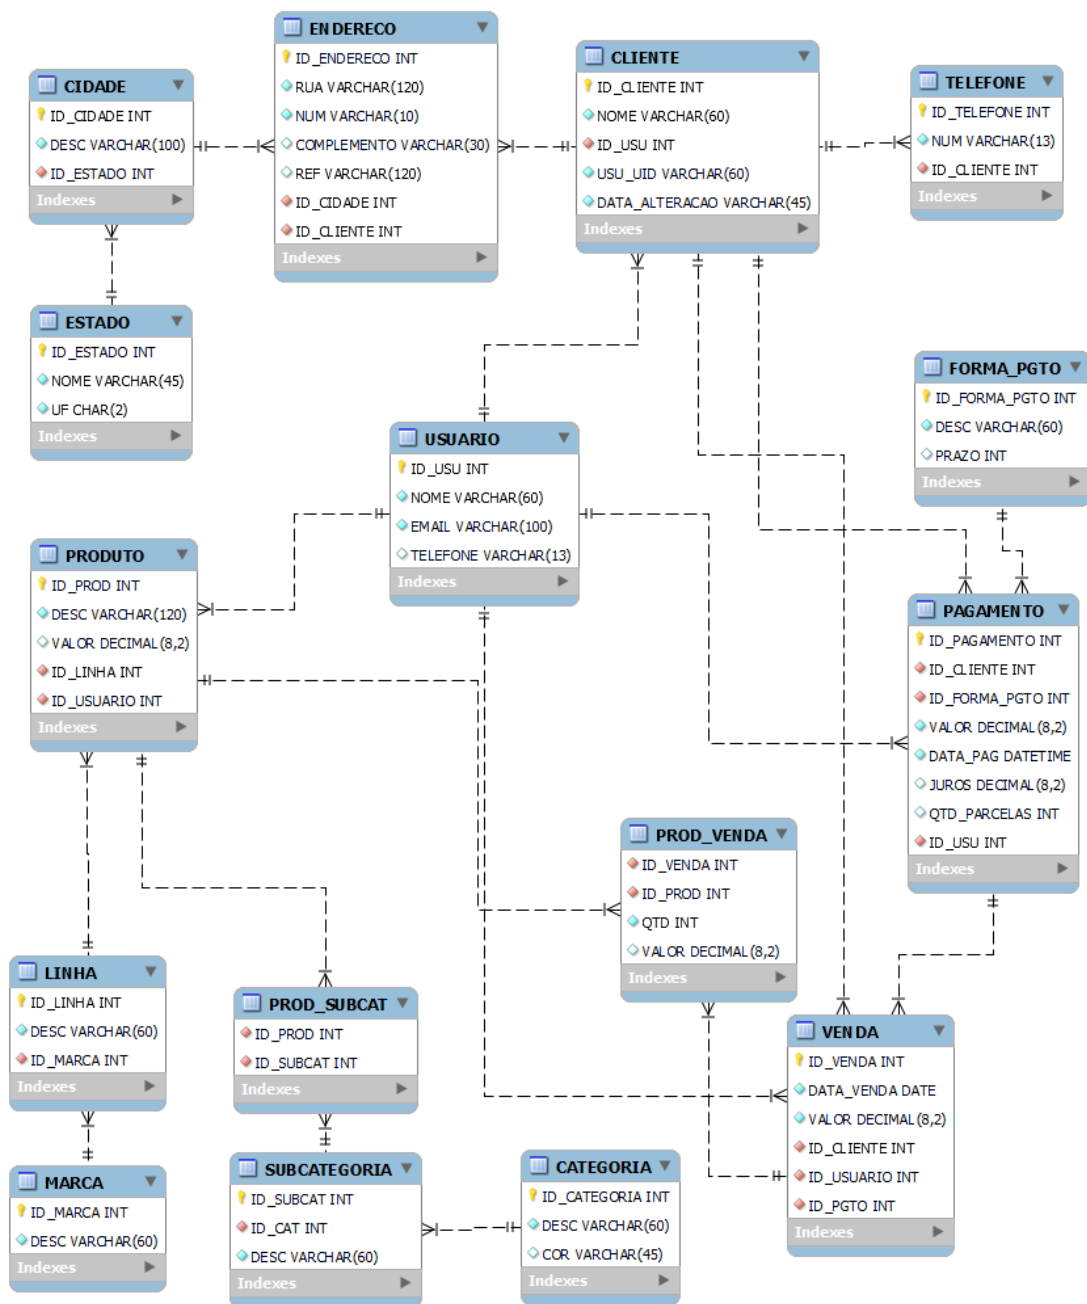 ENDERECO
ID_ENDERECO INT
RUA VARCHAR(120)
NUM VARCHAR(10)
COMPLEMENTO VARCHAR(30)
REF VARCHAR(120)
ID_CIDADE INT
ID_CLIENTE INT
Indexes
CLIENTE
ID_CLIENTE INT
NOME VARCHAR(60)
ID_USU INT
USU_UID VARCHAR(60)
DATA_ALTERACAO VARCHAR(45)
Indexes
CIDADE
ID_CIDADE INT
DESC VARCHAR(100)
ID_ESTADO INT
Indexes
TELEFONE
ID_TELEFONE INT
NUM VARCHAR(13)
ID_CLIENTE INT
Indexes
ESTADO
ID_ESTADO INT
NOME VARCHAR(45)
UF CHAR(2)
Indexes
FORMA_PGTO
ID_FORMA_PGTO INT
DESC VARCHAR(60)
PRAZO INT
Indexes
USUARIO
ID_USU INT
NOME VARCHAR(60)
EMAIL VARCHAR(100)
TELEFONE VARCHAR(13)
Indexes
PRODUTO
ID_PROD INT
DESC VARCHAR(120)
VALOR DECIMAL(8,2)
ID_LINHA INT
ID_USUARIO INT
Indexes
PAGAMENTO
ID_PAGAMENTO INT
ID_CLIENTE INT
ID_FORMA_PGTO INT
VALOR DECIMAL(8,2)
DATA_PAG DATETIME
JUROS DECIMAL(8,2)
QTD_PARCELAS INT
ID_USU INT
Indexes
PROD_VENDA
ID_VENDA INT
ID_PROD INT
QTD INT
VALOR DECIMAL(8,2)
Indexes
LINHA
ID_LINHA INT
DESC VARCHAR(60)
ID_MARCA INT
Indexes
PROD_SUBCAT
ID_PROD INT
ID_SUBCAT INT
Indexes
VENDA
ID_VENDA INT
DATA_VENDA DATE
VALOR DECIMAL(8,2)
ID_CLIENTE INT
ID_USUARIO INT
ID_PGTO INT
Indexes
MARCA
ID_MARCA INT
DESC VARCHAR(60)
Indexes
SUBCATEGORIA
ID_SUBCAT INT
ID_CAT INT
DESC VARCHAR(60)
Indexes
CATEGORIA
ID_CATEGORIA INT
DESC VARCHAR(60)
COR VARCHAR(45)
Indexes